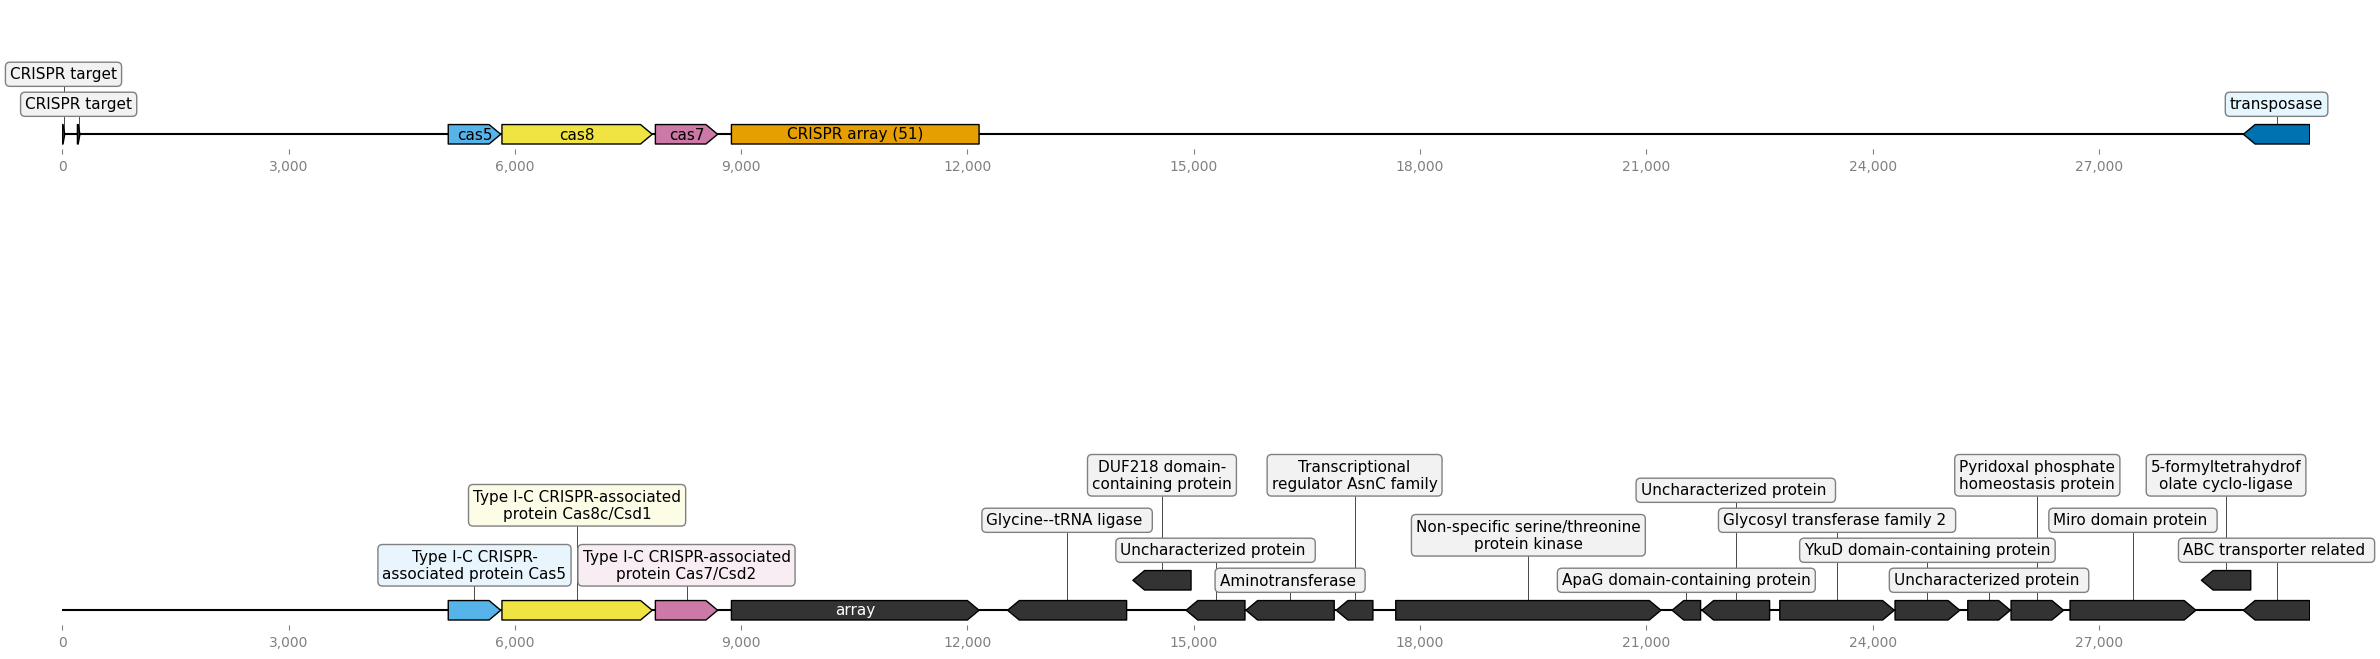 CRISPR target
CRISPR target
transposase
cas5
cas8
cas7
CRISPR array (51)
0
3,000
6,000
9,000
12,000
15,000
18,000
21,000
24,000
27,000
DUF218 domain-
containing protein
Transcriptional
regulator AsnC family
Pyridoxal phosphate
homeostasis protein
5-formyltetrahydrof
olate cyclo-ligase
Type I-C CRISPR-associated
protein Cas8c/Csd1
Uncharacterized protein
Glycine--tRNA ligase
Non-specific serine/threonine
protein kinase
Glycosyl transferase family 2
Miro domain protein
Type I-C CRISPR-
associated protein Cas5
Type I-C CRISPR-associated
protein Cas7/Csd2
Uncharacterized protein
YkuD domain-containing protein
ABC transporter related
Aminotransferase
ApaG domain-containing protein
Uncharacterized protein
array
0
3,000
6,000
9,000
12,000
15,000
18,000
21,000
24,000
27,000